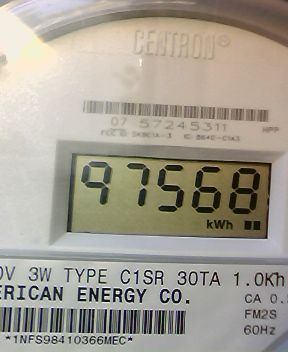 CENTRON®
07 57245311
HPP
97568
kWh
0V 3W TYPE C1SR 30TA 1.0Kh
ERICAN ENERGY CO.
CA 0.
FM2S
*1NFS98410366MEC*
60Hz